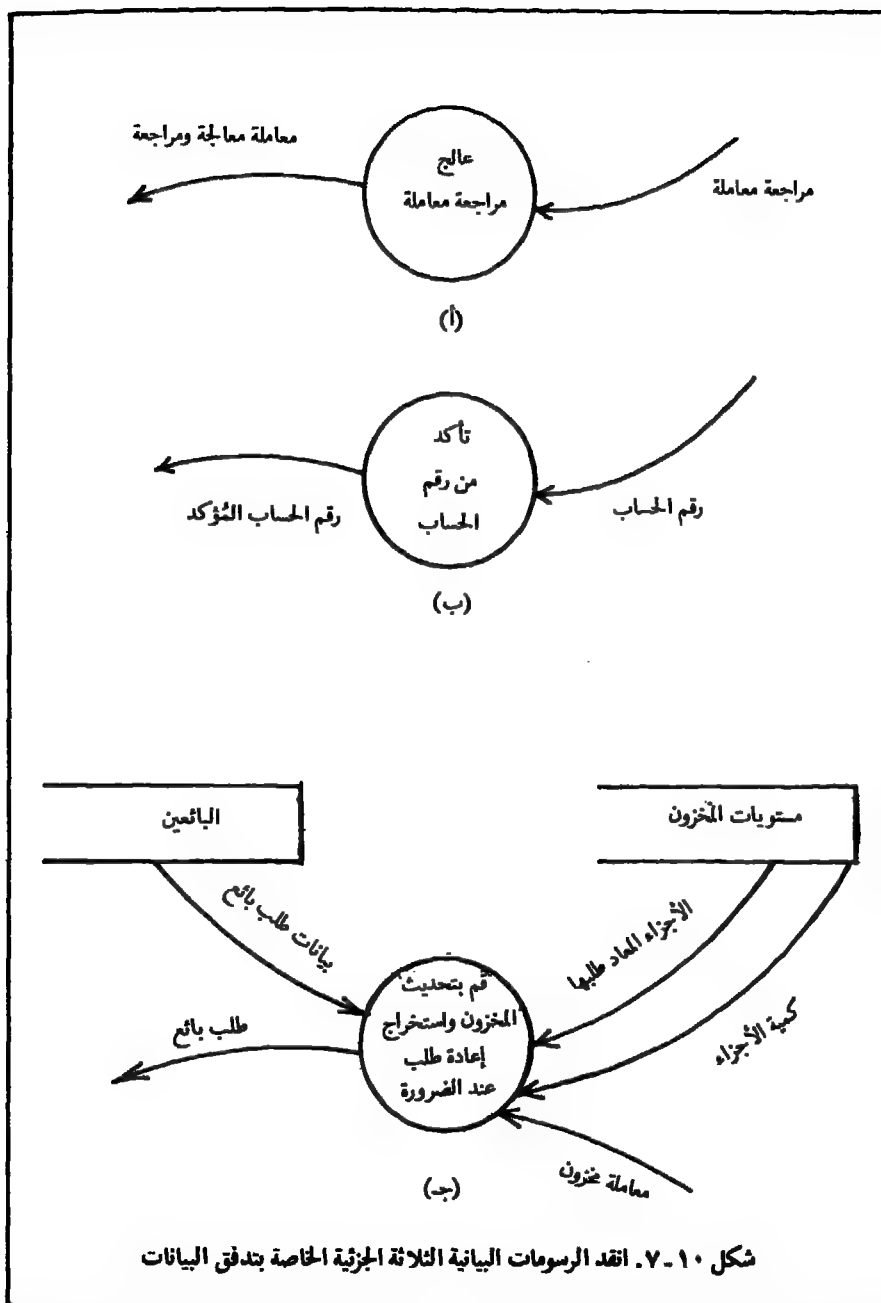 معاملة معالجة ومراجعة
عالج
مراجعة معاملة
مراجعة معاملة
(أ)
تأكد
من رقم
الحساب
رقم الحساب
رقم الحساب المُؤكد
(ب)
مستويات المخزون
البائعين
الأجزاء المعاد طلبها
كمية الأجزاء
بيانات طلب بائع
طلب بائع
قم بتحديث
المخزون واستخراج
إعادة طلب
عند الضرورة
معاملة مخزون
(جـ)
شكل ١٠ـ٧. انقد الرسومات البيانية الثلاثة الجزئية الخاصة بتدفق البيانات